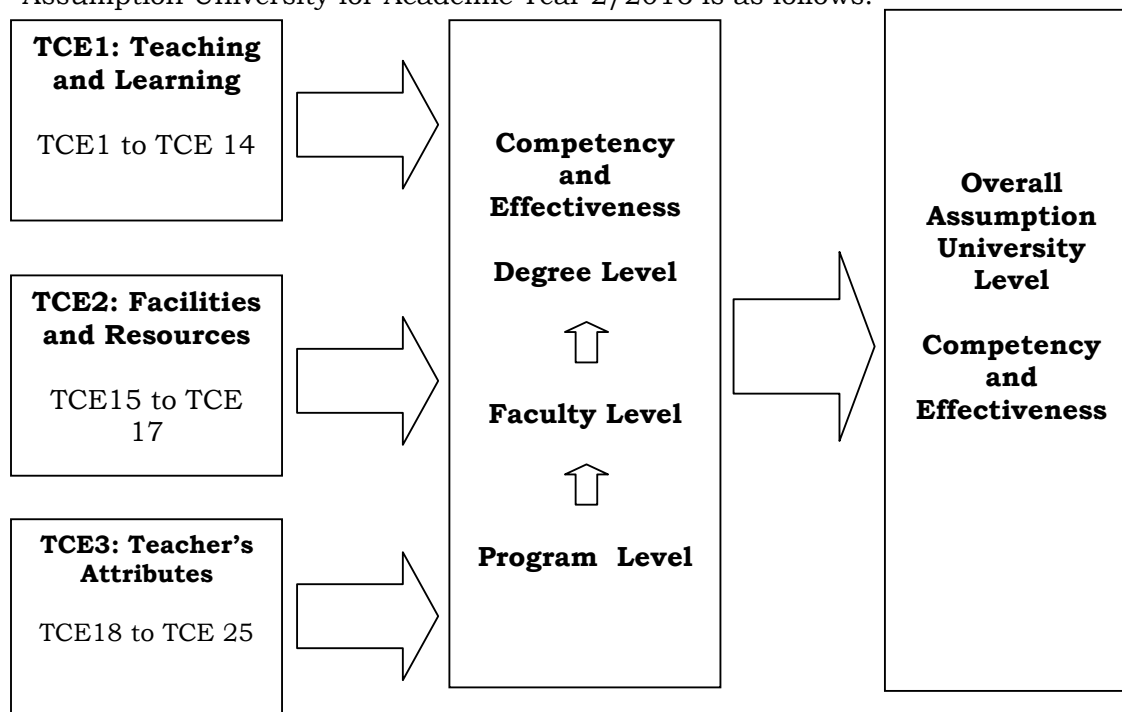 Assumption University for Academic Year is as follows:
TCE1: Teaching
and Learning
TCE1 to TCE 14
TCE2: Facilities
and Resources
TCE15 to TCE
17
TCE3: Teacher's
Attributes
TCE18 to TCE 25
Competency
and
Effectiveness
Degree Level
Faculty Level
Program Level
Overall
Assumption
University
Level
Competency
and
Effectiveness